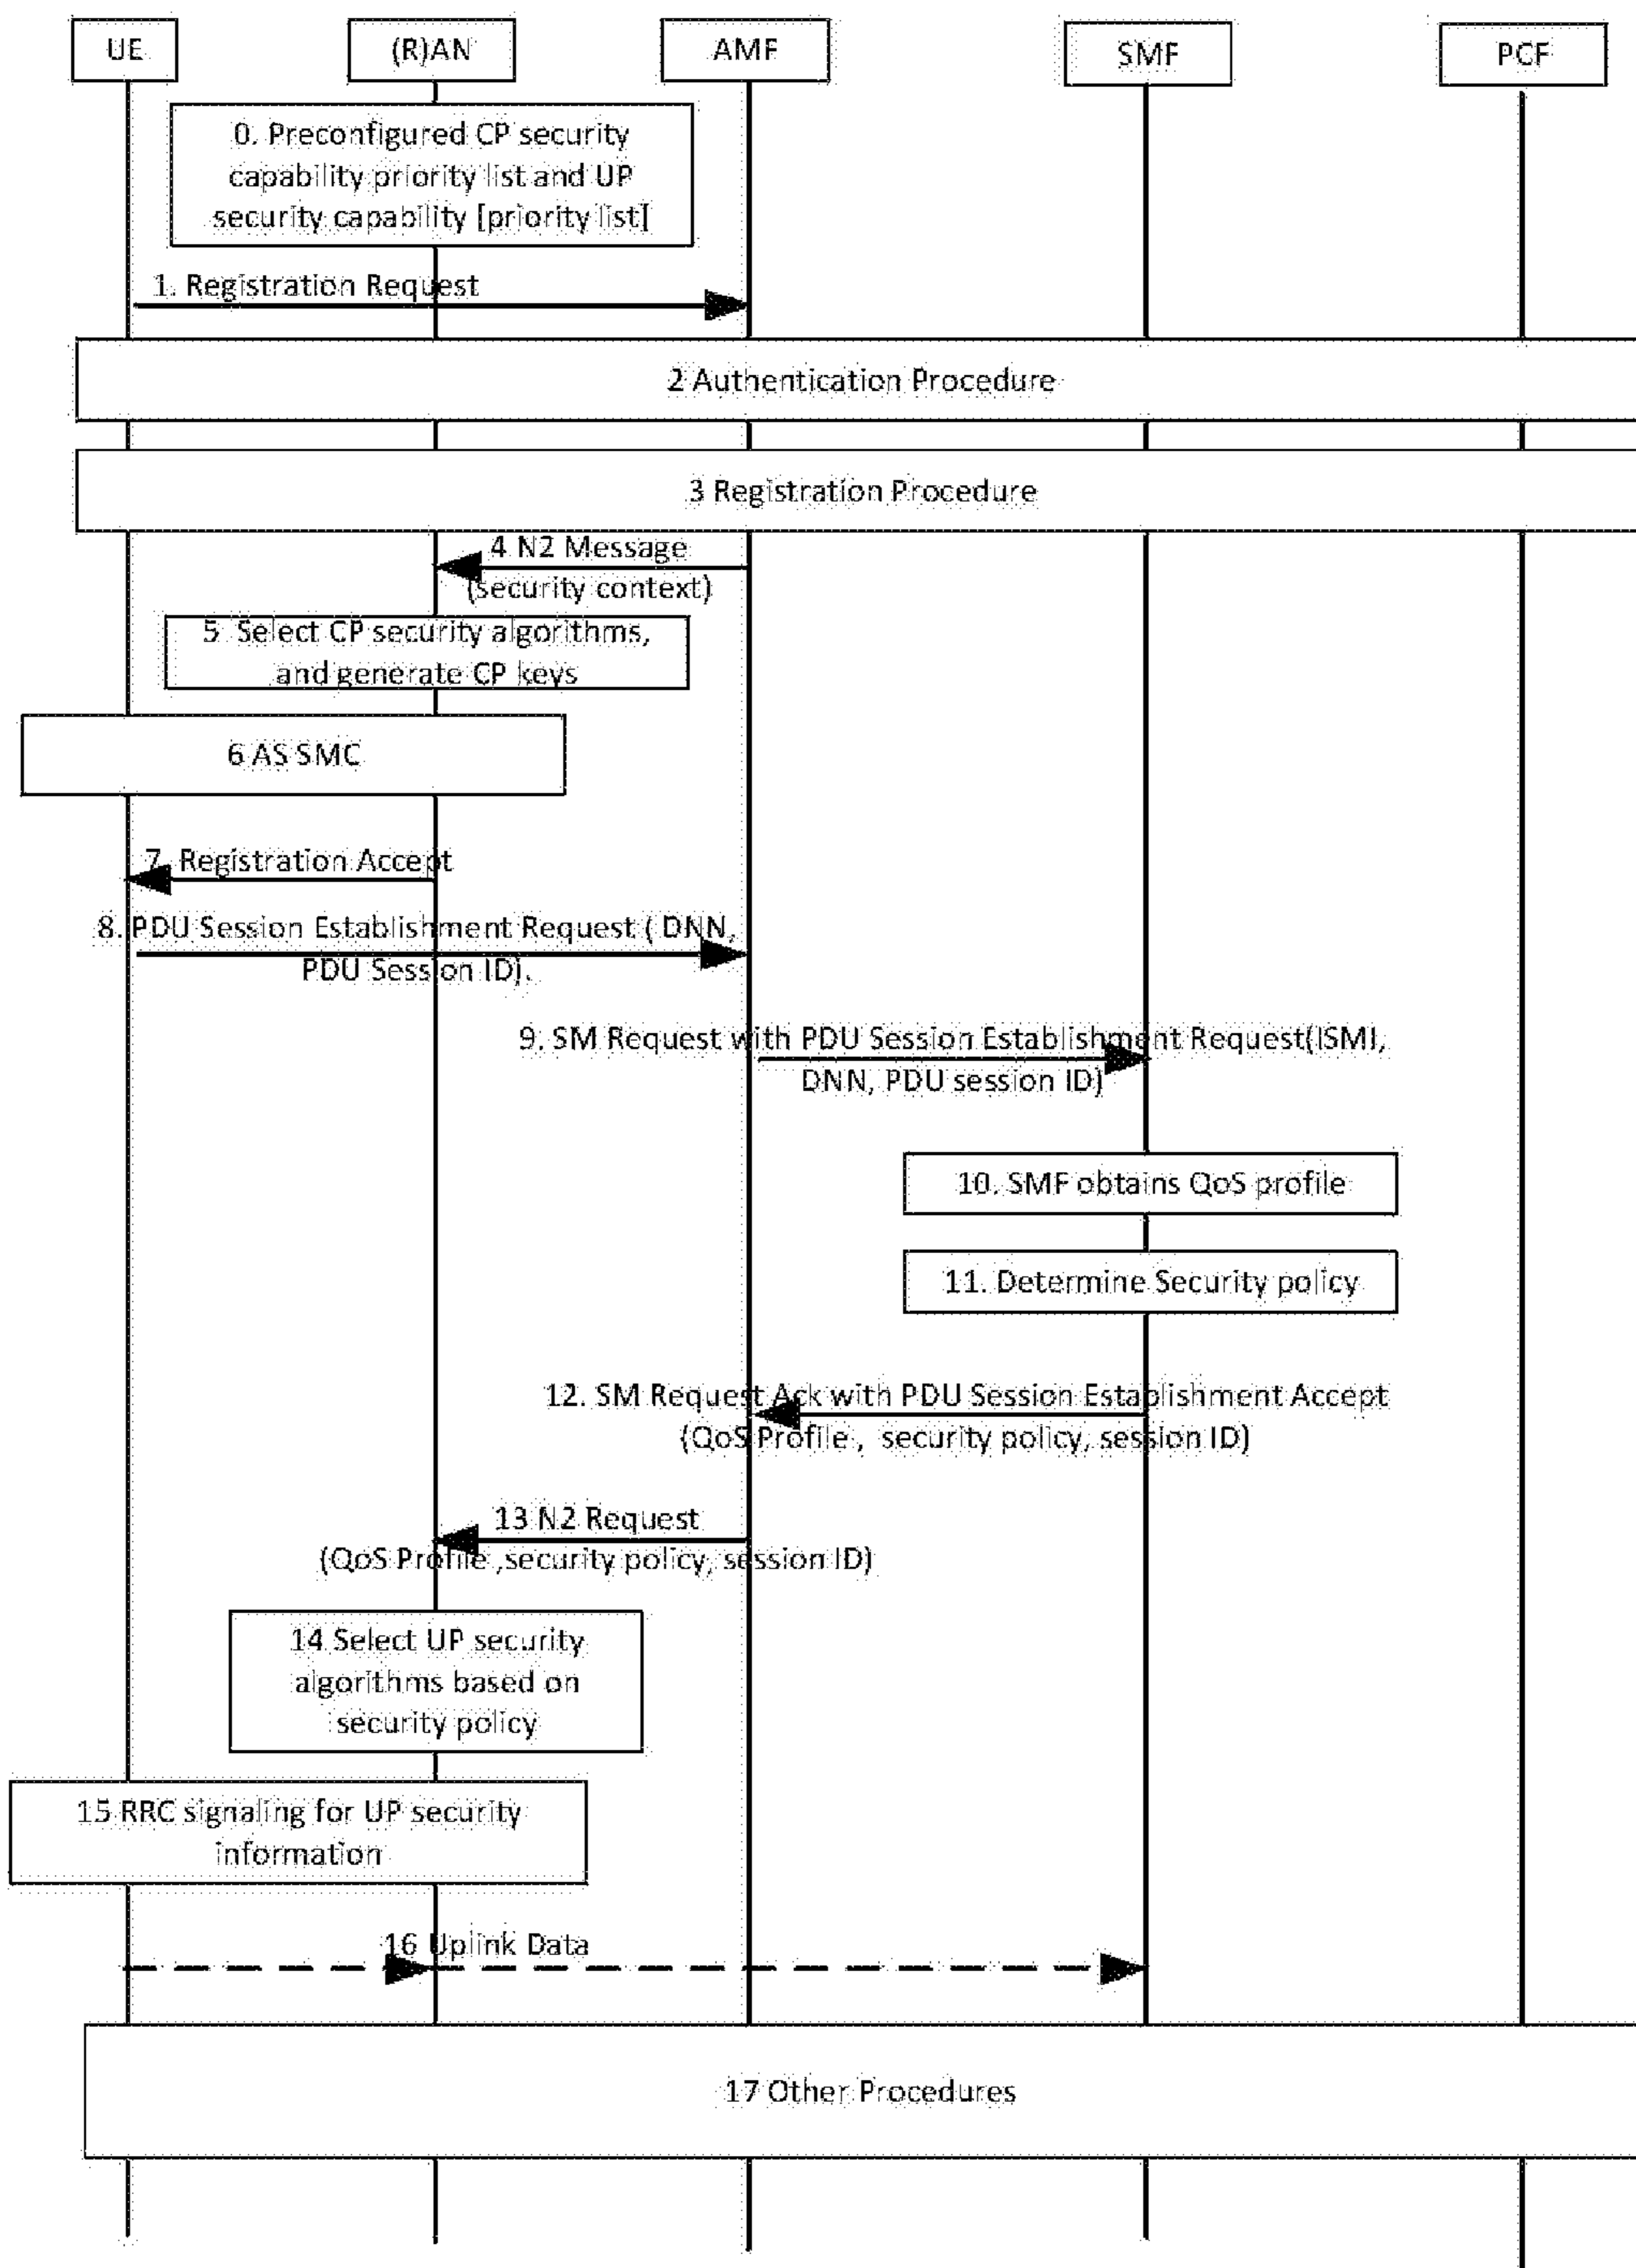 UE
(R)AN
AMF
SMF
PCF
0. Preconfigured CP security
capability priority list and UP
security capability [priority list[
1. Registration Request
2 Authentication Procedure
3 Registration Procedure
4 N2 Message
(security context)
5 Select CP security algorithms,
and generate CP keys
6 AS SMC
7. Registration Accept
8. PDU Session Establishment Request ( DNN,
PDU Session ID).
9. SM Request with PDU Session Establishment Request(ISMI,
DNN, PDU session ID)
10. SMF obtains QoS profile
11. Determine Security policy
12. SM Request Ack with PDU Session Establishment Accept
(QoS Profile , security policy, session ID)
13 N2 Request
(QoS Profile ,security policy, session ID)
14 Select UP security
algorithms based on
security policy
15 RRC signaling for UP security
information
16 Uplink Data
17 Other Procedures